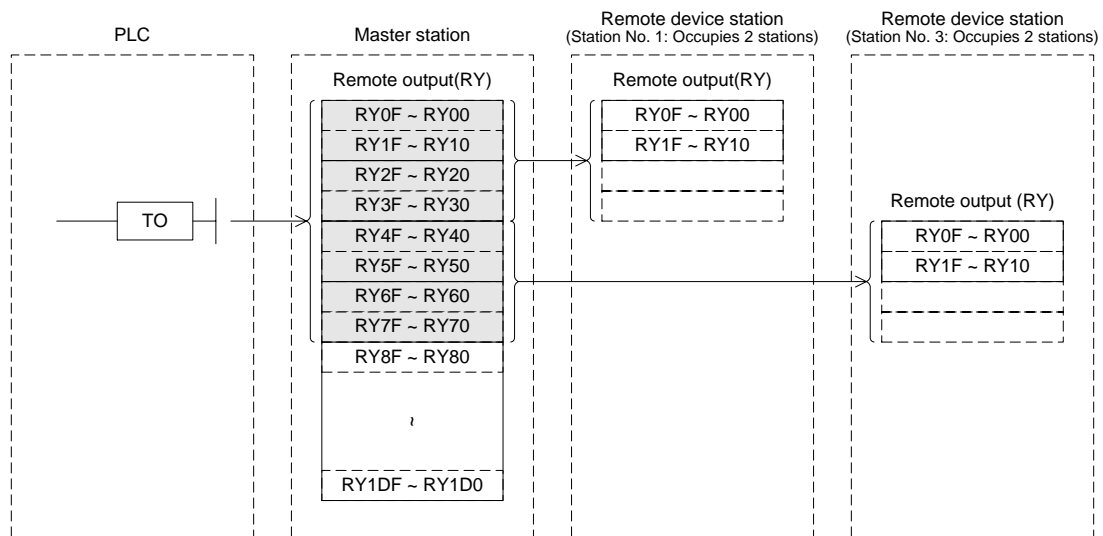 PLC
Master station
Remote device station
(Station No. 1: Occupies 2 stations)
Remote device station
(Station No. 3: Occupies 2 stations)
Remote output(RY)
RY0F ~ RY00
RY1F ~ RY10
RY2F ~ RY20
RY3F ~ RY30
RY4F ~ RY40
RY5F ~ RY50
RY6F ~ RY60
RY7F ~ RY70
RY8F ~ RY80
~
RY1DF ~ RY1D0
TO
Remote output(RY)
RY0F ~ RY00
RY1F ~ RY10
Remote output (RY)
RY0F ~ RY00
RY1F ~ RY10